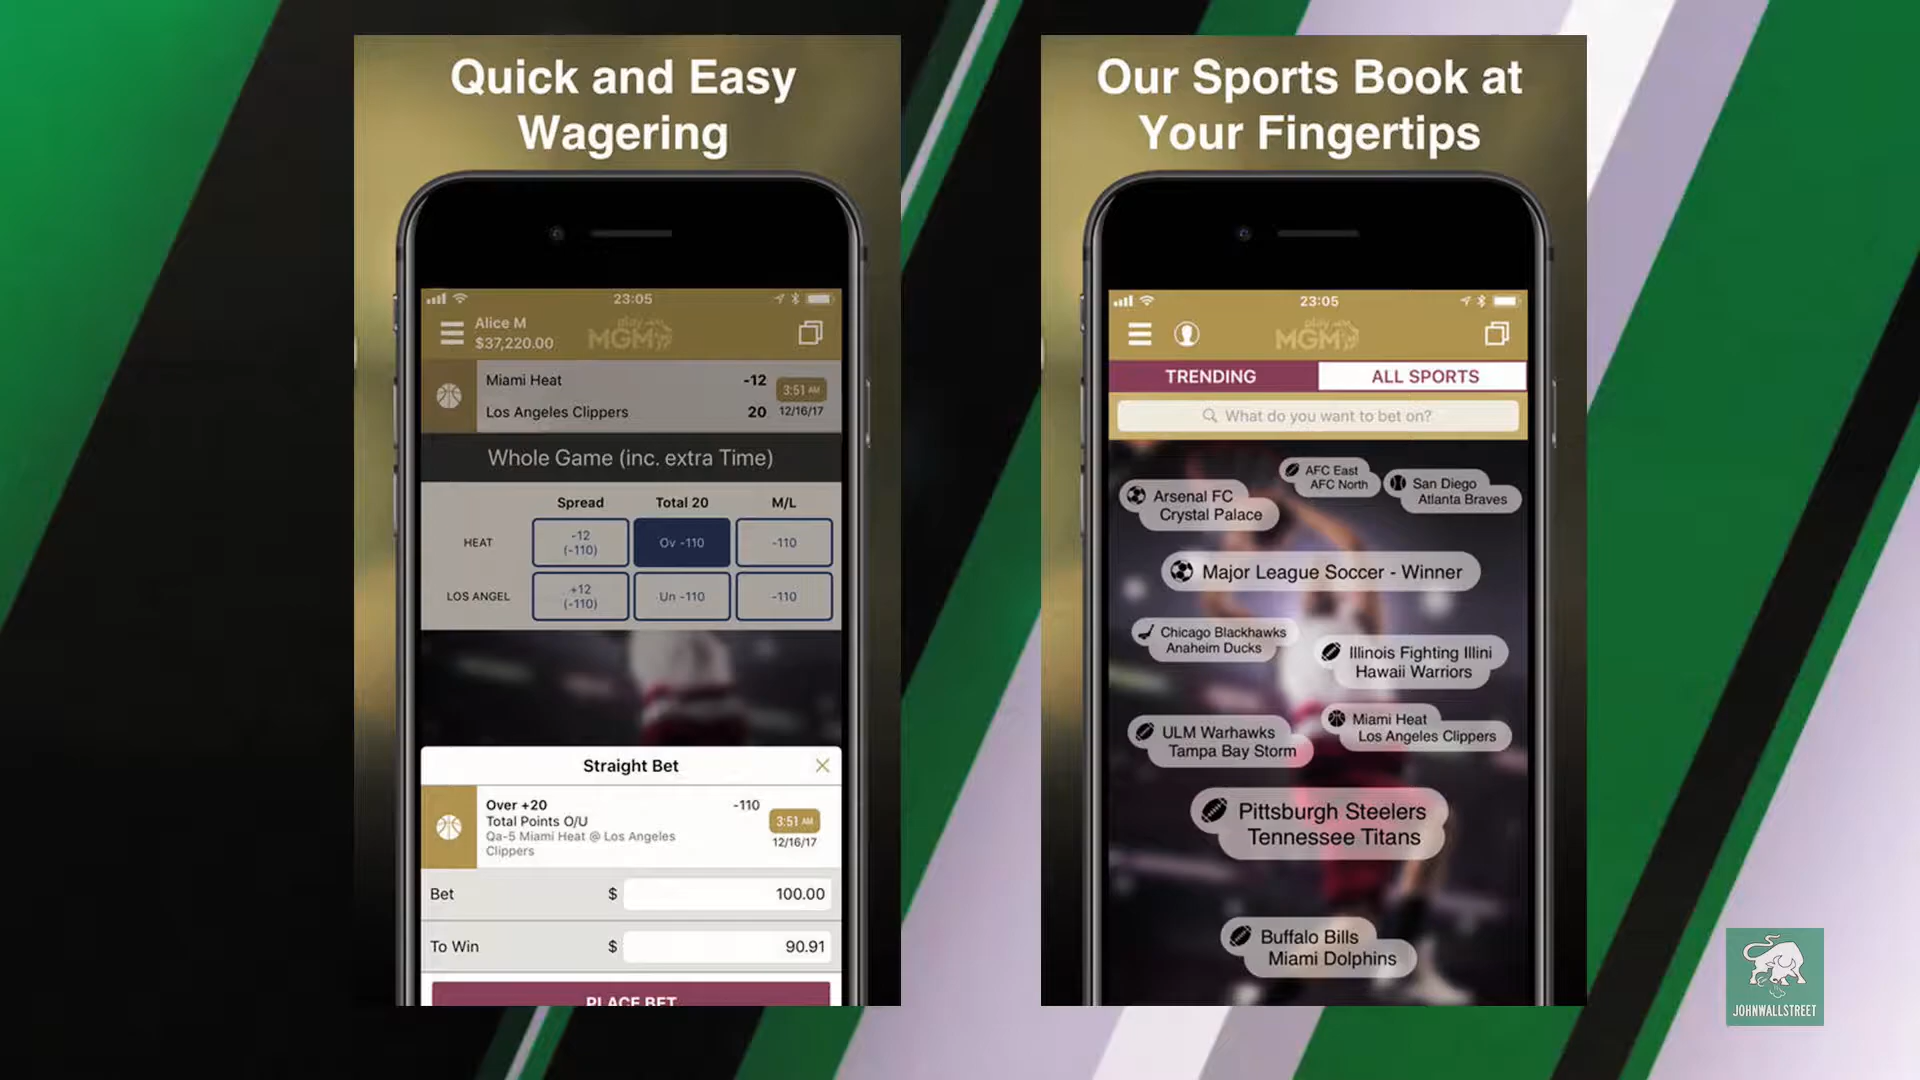 Quick and Easy
Wagering
23:05
Alice M
$37,220.00
play
MGM
Miami Heat -12
3:51 AM
Los Angeles Clippers 20
12/16/17
Whole Game (inc. extra Time)
Spread Total 20 M/L
HEAT -12 (-110) Ov -110 -110
LOS ANGEL +12 (-110) Un -110 -110
Straight Bet
Over +20 -110
Total Points O/U
3:51 AM
Qa-5 Miami Heat @ Los Angeles
12/16/17
Clippers
Bet $ 100.00
To Win $ 90.91
PLACE BET
Our Sports Book at
Your Fingertips
23:05
play
MGM
TRENDING ALL SPORTS
What do you want to bet on?
AFC East
AFC North
San Diego
Atlanta Braves
Arsenal FC
Crystal Palace
Major League Soccer - Winner
Chicago Blackhawks
Anaheim Ducks
Illinois Fighting Illini
Hawaii Warriors
ULM Warhawks
Tampa Bay Storm
Miami Heat
Los Angeles Clippers
Pittsburgh Steelers
Tennessee Titans
Buffalo Bills
Miami Dolphins
JOHNWALLSTREET